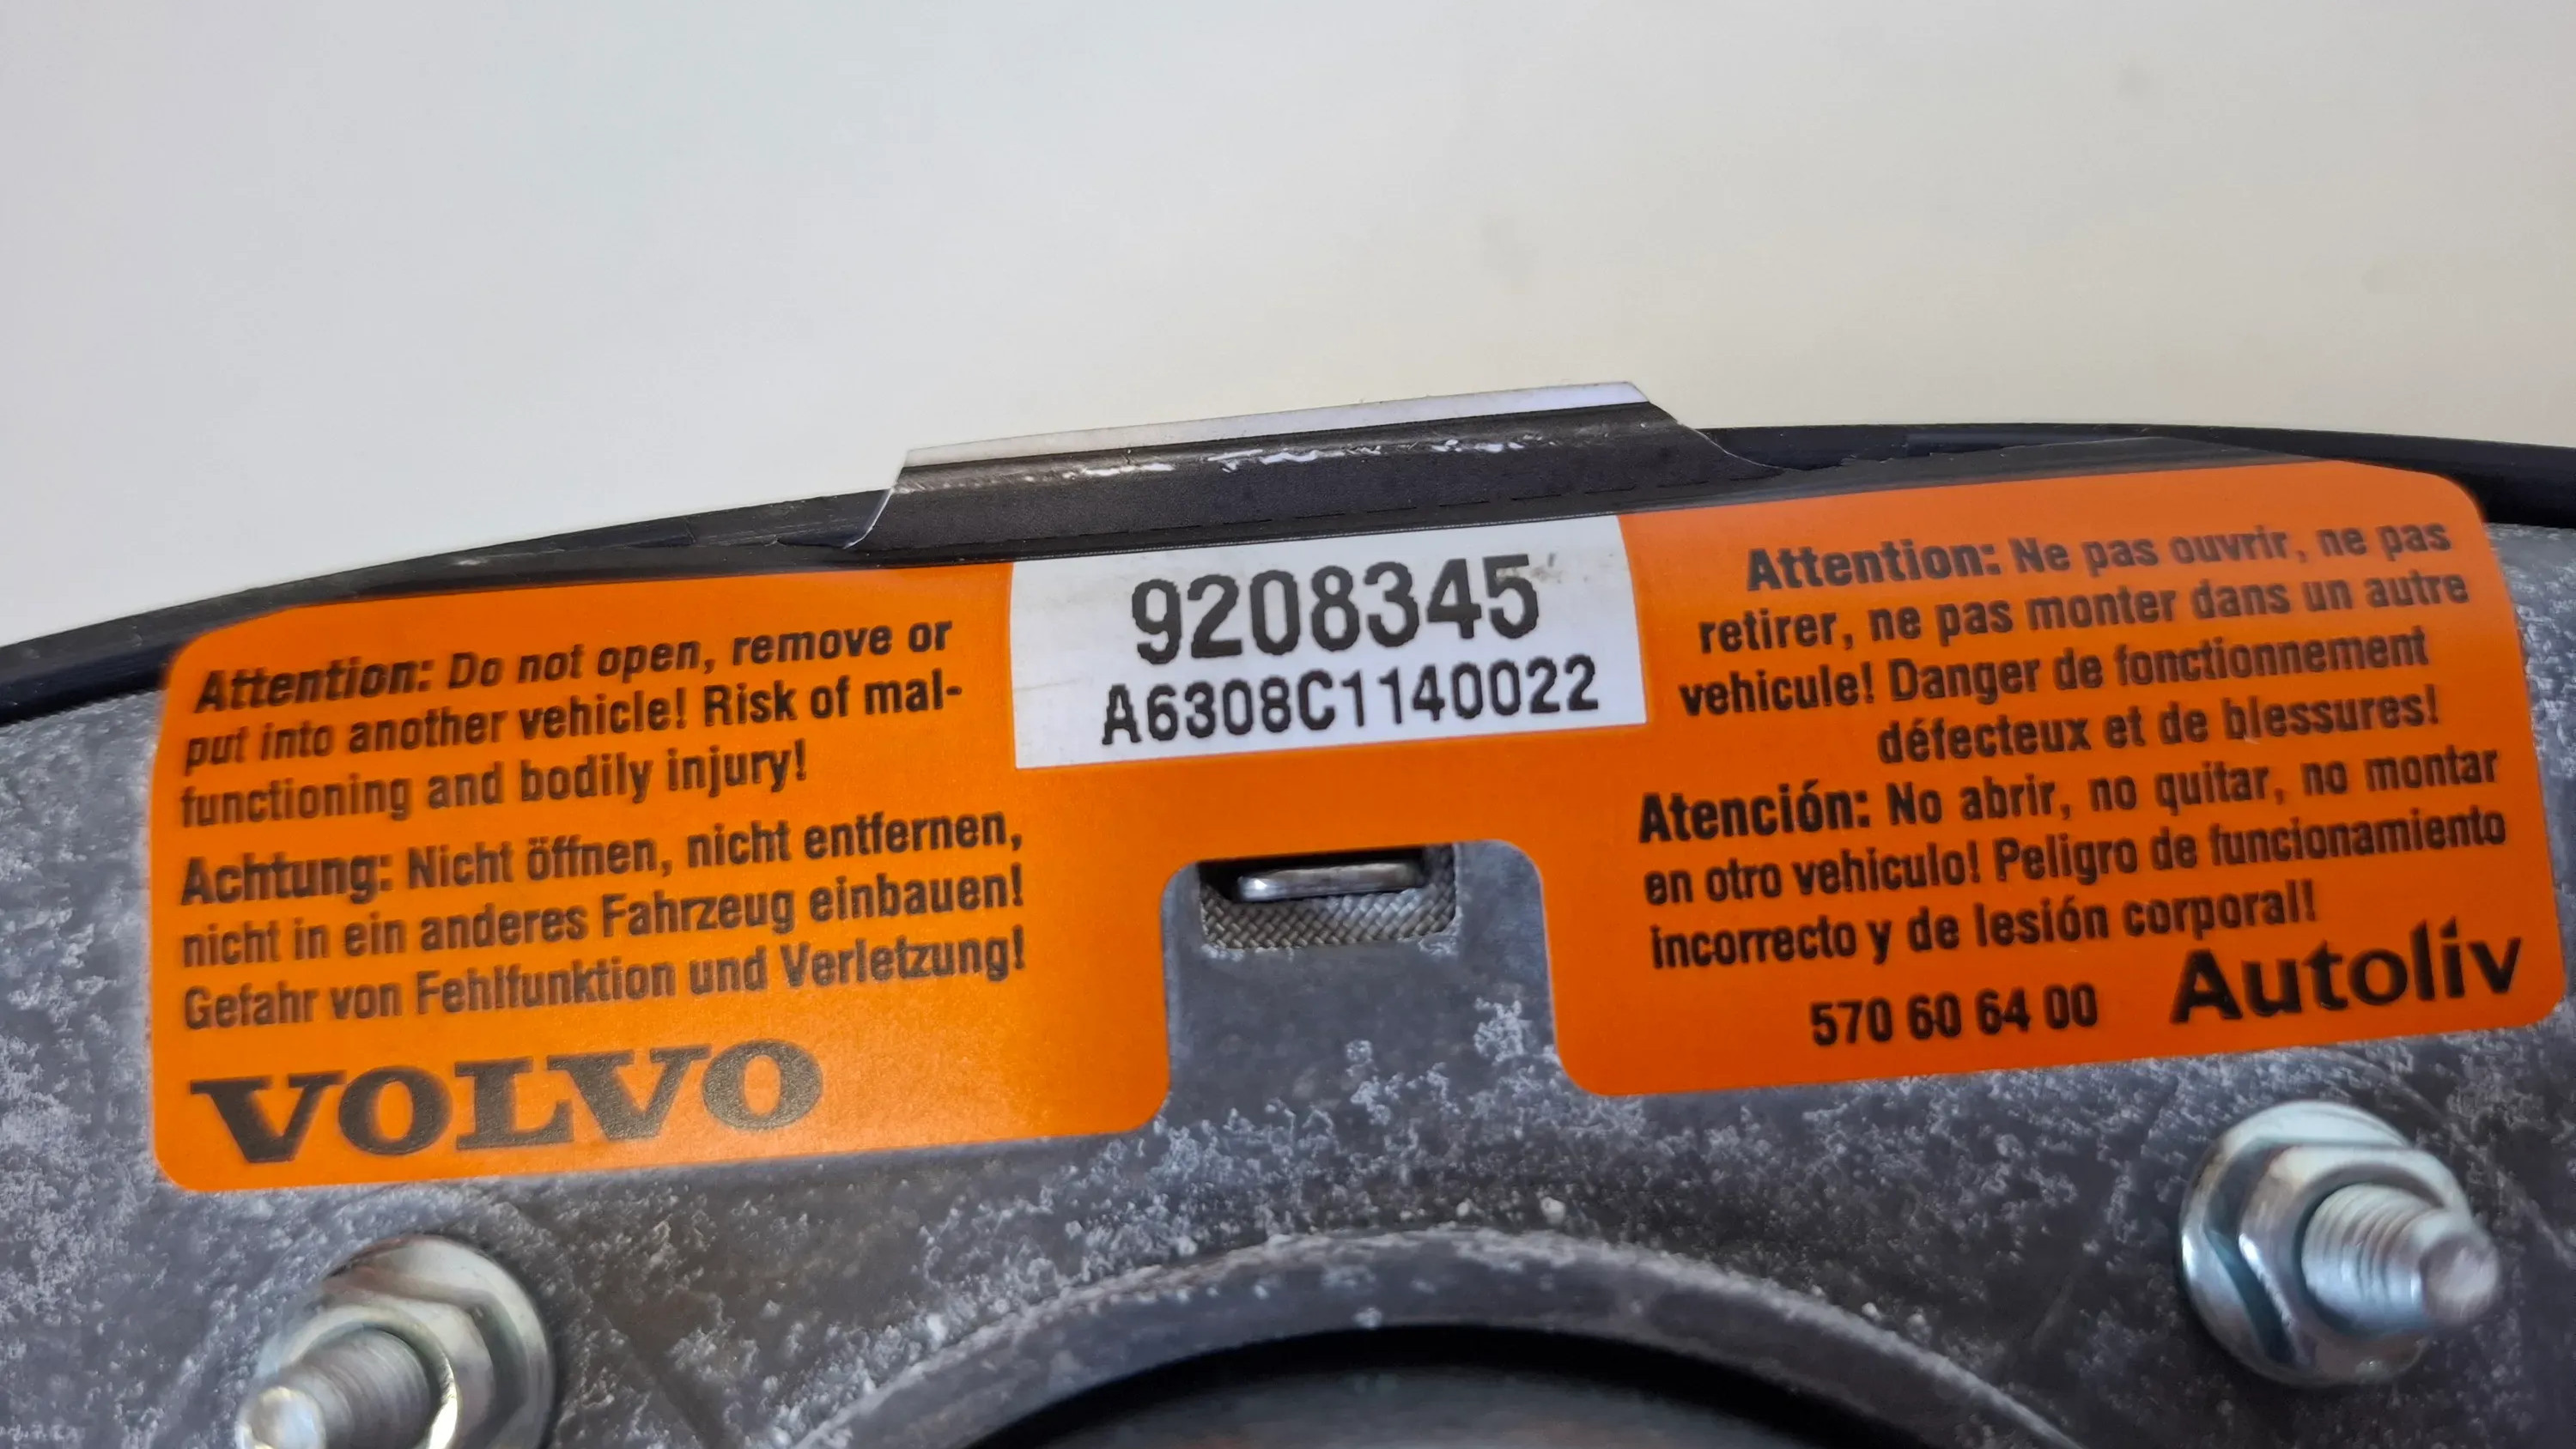 Attention: Do not open, remove or
put into another vehicle! Risk of mal-
functioning and bodily injury!
Achtung: Nicht öffnen, nicht entfernen,
nicht in ein anderes Fahrzeug einbauen!
Gefahr von Fehlfunktion und Verletzung!
VOLVO
9208345
A6308C1140022
Attention: Ne pas ouvrir, ne pas
retirer, ne pas monter dans un autre
vehicule! Danger de fonctionnement
défecteux et de blessures!
Atención: No abrir, no quitar, no montar
en otro vehiculo! Peligro de funcionamiento
incorrecto y de lesión corporal!
570 60 64 00 Autoliv